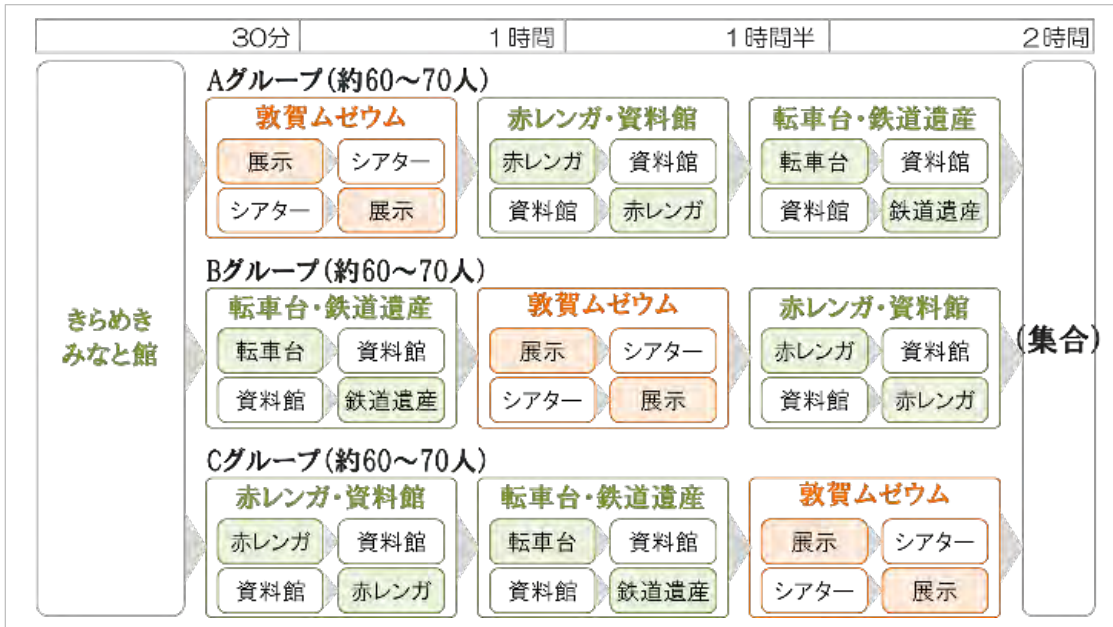 30分 1時間 1時間半 2時間
Aグループ(約60～70人)
敦賀ムゼウム 赤レンガ・資料館 転車台・鉄道遺産
展示 シアター 赤レンガ 資料館 転車台 資料館
シアター 展示 資料館 赤レンガ 資料館 鉄道遺産
Bグループ(約60～70人)
転車台・鉄道遺産 敦賀ムゼウム 赤レンガ・資料館
きらめき
みなと館
転車台 資料館 展示 シアター 赤レンガ 資料館
(集合)
資料館 鉄道遺産 シアター 展示 資料館 赤レンガ
Cグループ(約60～70人)
赤レンガ・資料館 転車台・鉄道遺産 敦賀ムゼウム
赤レンガ 資料館 転車台 資料館 展示 シアター
資料館 赤レンガ 資料館 鉄道遺産 シアター 展示